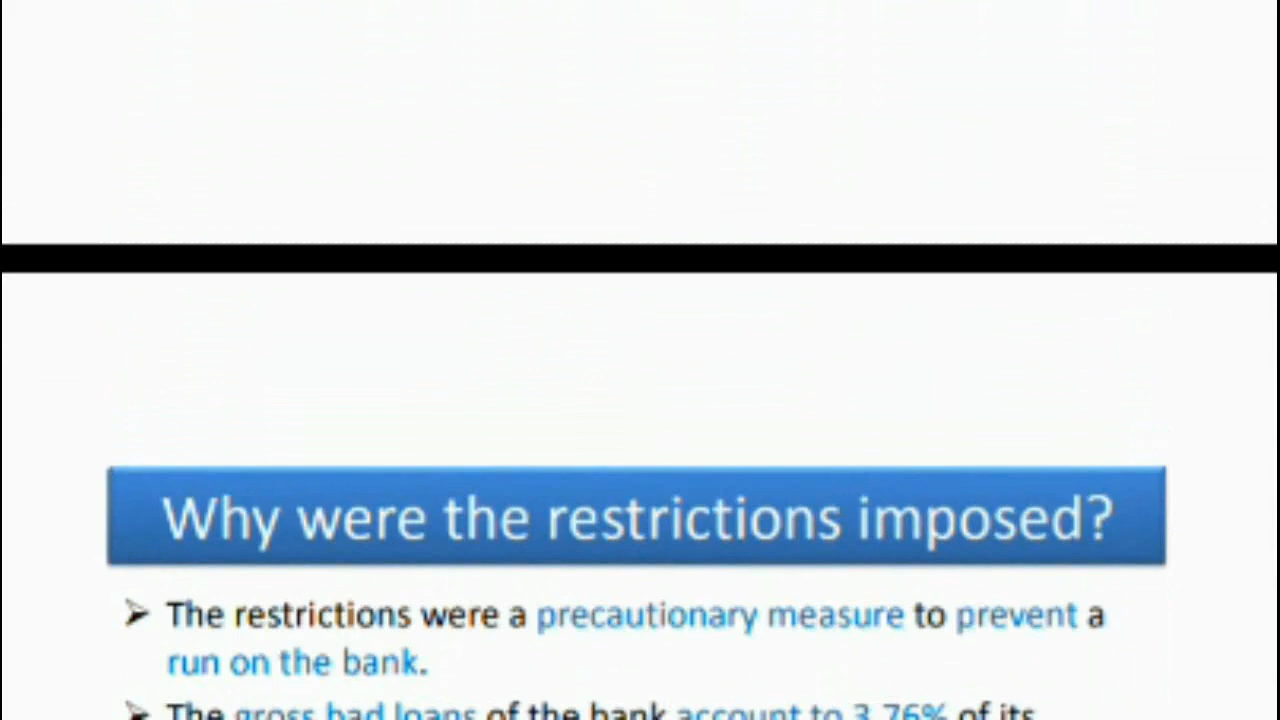 Why were the restrictions imposed?
➤ The restrictions were a precautionary measure to prevent a
run on the bank.
➤ The gross bad loans of the bank account to 3.76% of its